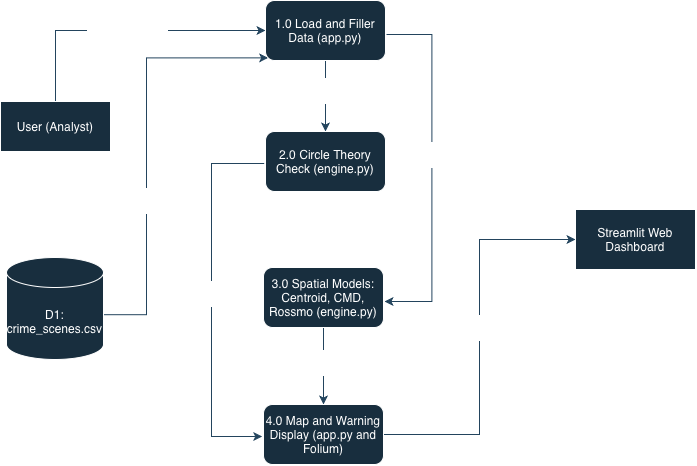 1.0 Load and Filler
Data (app.py)
User (Analyst)
2.0 Circle Theory
Check (engine.py)
Streamlit Web
Dashboard
3.0 Spatial Models:
Centroid, CMD,
Rossmo (engine.py)
D1:
crime_scenes.csv
4.0 Map and Warning
Display (app.py and
Folium)